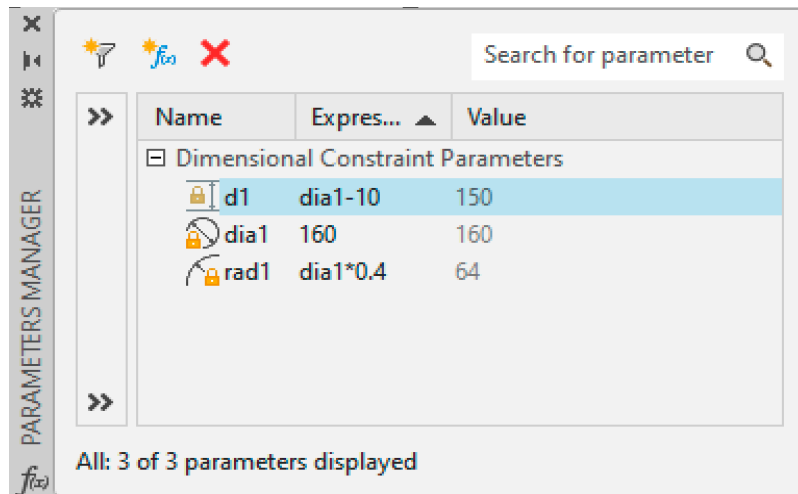 Search for parameter
Name Expres... Value
Dimensional Constraint Parameters
d1 dia1-10 150
dia1 160 160
rad1 dia1*0.4 64
All: 3 of 3 parameters displayed
PARAMETERS MANAGER
f(x)